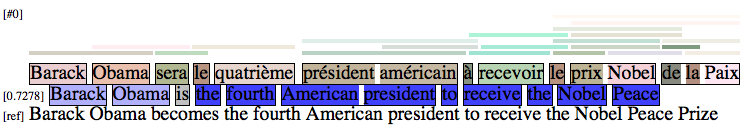 [#0]
Barack Obama sera le quatrième président américain à recevoir le prix Nobel de la Paix
[0.7278] Barack Obama is the fourth American president to receive the Nobel Peace
[ref] Barack Obama becomes the fourth American president to receive the Nobel Peace Prize